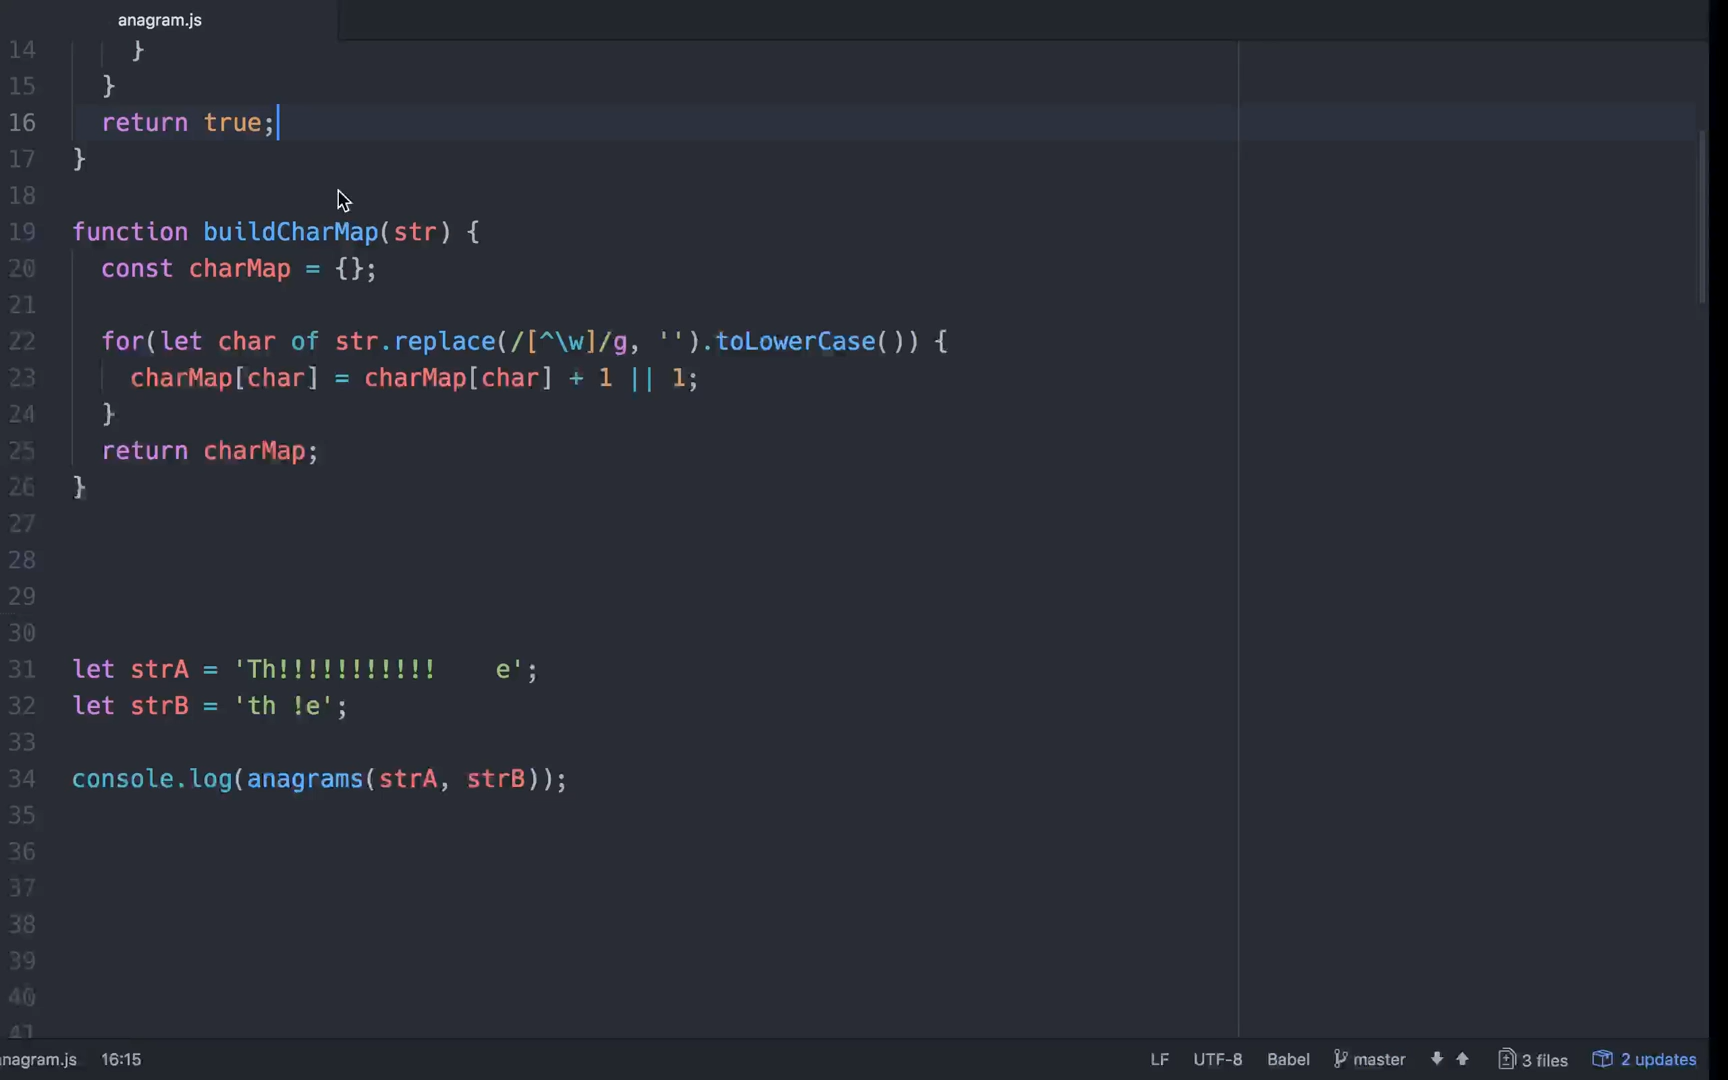 anagram.js
14 }
15 }
16 return true;
17 }
18
19 function buildCharMap(str) {
20 const charMap = {};
21
22 for(let char of str.replace(/[^\w]/g, '').toLowerCase()) {
23 charMap[char] = charMap[char] + 1 || 1;
24 }
25 return charMap;
26 }
27
28
29
30
31 let strA = 'Th!!!!!!!!!!!    e';
32 let strB = 'th !e';
33
34 console.log(anagrams(strA, strB));
35
36
37
38
39
40
41
nagram.js 16:15 LF UTF-8 Babel master 3 files 2 updates